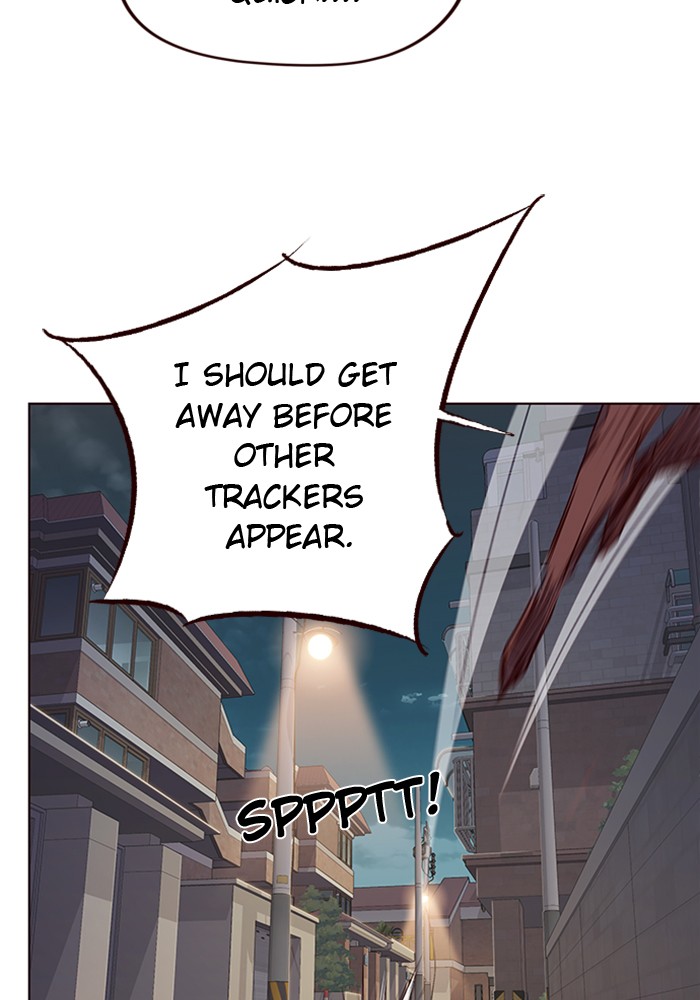 I SHOULD GET
AWAY BEFORE
OTHER
TRACKERS
APPEAR.
SPPPTT!